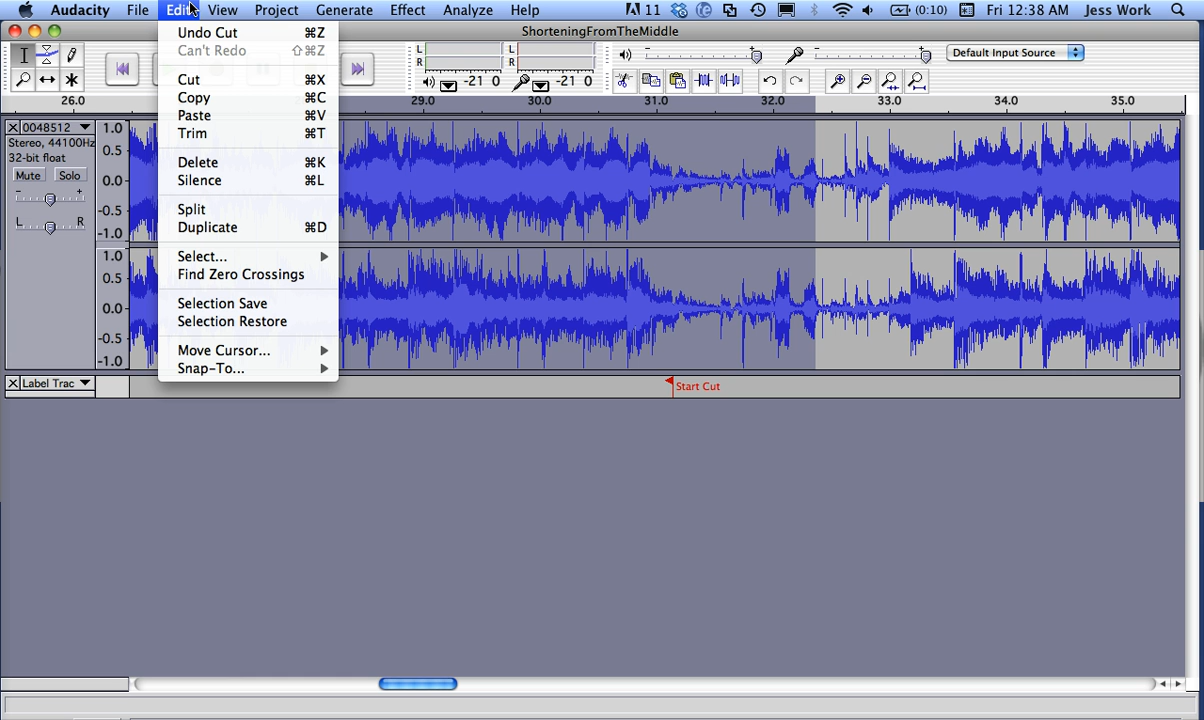 Audacity File Edit View Project Generate Effect Analyze Help 11 (0:10) Fri 12:38 AM Jess Work
ShorteningFromTheMiddle
Undo Cut ⌘Z
Can't Redo ⇧⌘Z
Cut ⌘X
Copy ⌘C
Paste ⌘V
Trim ⌘T
Delete ⌘K
Silence ⌘L
Split
Duplicate ⌘D
Select...
Find Zero Crossings
Selection Save
Selection Restore
Move Cursor...
Snap-To...
L
R
-21 0
L
R
-21 0
- +
- +
Default Input Source
26.0 29.0 30.0 31.0 32.0 33.0 34.0 35.0
0048512
Stereo, 44100Hz
32-bit float
Mute Solo
- +
L R
1.0
0.5
0.0
-0.5
-1.0
1.0
0.5
0.0
-0.5
-1.0
Label Trac
Start Cut